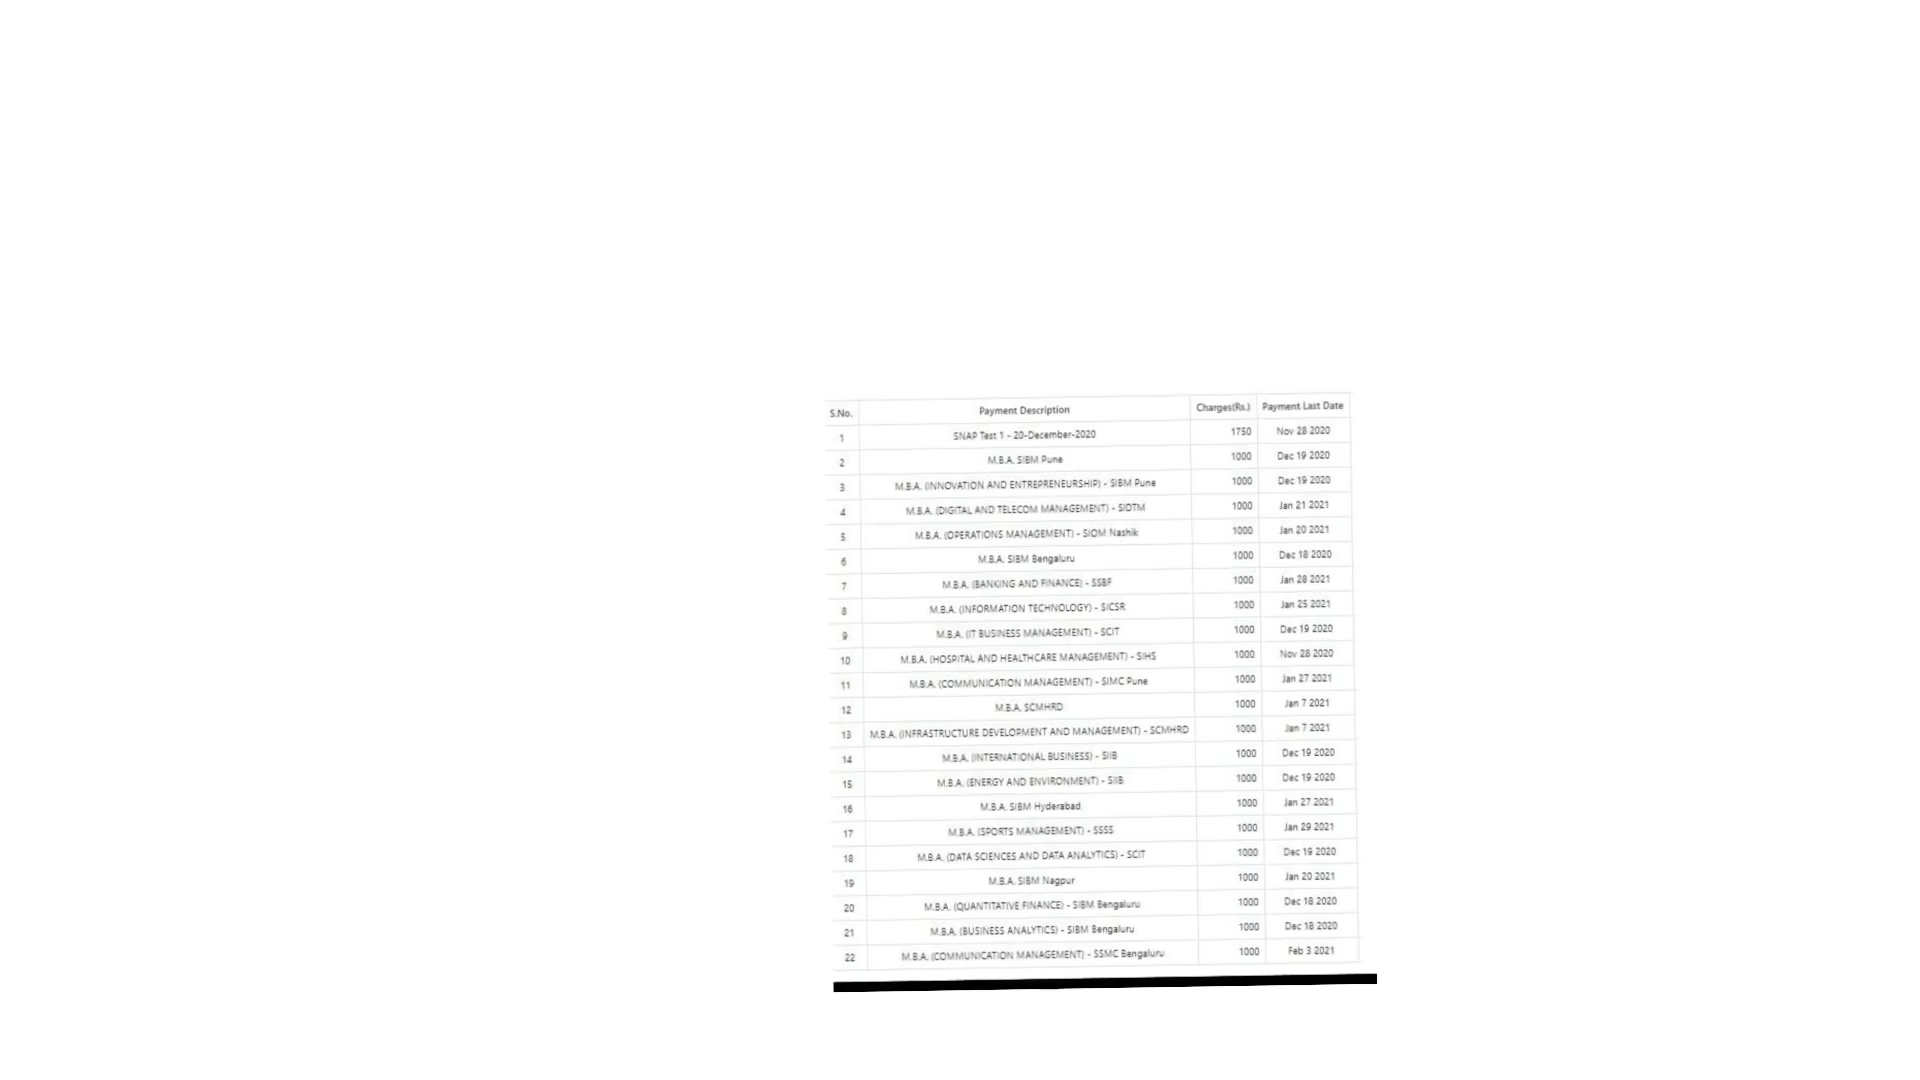 S.No. Payment Description Charges(Rs.) Payment Last Date
1 SNAP Test 1 - 20-December-2020 1750 Nov 28 2020
2 M.B.A. SIBM Pune 1000 Dec 19 2020
3 M.B.A. (INNOVATION AND ENTREPRENEURSHIP) - SIBM Pune 1000 Dec 19 2020
4 M.B.A. (DIGITAL AND TELECOM MANAGEMENT) - SIDTM 1000 Jan 21 2021
5 M.B.A. (OPERATIONS MANAGEMENT) - SIOM Nashik 1000 Jan 20 2021
6 M.B.A. SIBM Bengaluru 1000 Dec 18 2020
7 M.B.A. (BANKING AND FINANCE) - SSBF 1000 Jan 28 2021
8 M.B.A. (INFORMATION TECHNOLOGY) - SICSR 1000 Jan 25 2021
9 M.B.A. (IT BUSINESS MANAGEMENT) - SCIT 1000 Dec 19 2020
10 M.B.A. (HOSPITAL AND HEALTHCARE MANAGEMENT) - SIHS 1000 Nov 28 2020
11 M.B.A. (COMMUNICATION MANAGEMENT) - SIMC Pune 1000 Jan 27 2021
12 M.B.A. SCMHRD 1000 Jan 7 2021
13 M.B.A. (INFRASTRUCTURE DEVELOPMENT AND MANAGEMENT) - SCMHRD 1000 Jan 7 2021
14 M.B.A. (INTERNATIONAL BUSINESS) - SIIB 1000 Dec 19 2020
15 M.B.A. (ENERGY AND ENVIRONMENT) - SIIB 1000 Dec 19 2020
16 M.B.A. SIBM Hyderabad 1000 Jan 27 2021
17 M.B.A. (SPORTS MANAGEMENT) - SSSS 1000 Jan 29 2021
18 M.B.A. (DATA SCIENCES AND DATA ANALYTICS) - SCIT 1000 Dec 19 2020
19 M.B.A. SIBM Nagpur 1000 Jan 20 2021
20 M.B.A. (QUANTITATIVE FINANCE) - SIBM Bengaluru 1000 Dec 18 2020
21 M.B.A. (BUSINESS ANALYTICS) - SIBM Bengaluru 1000 Dec 18 2020
22 M.B.A. (COMMUNICATION MANAGEMENT) - SSMC Bengaluru 1000 Feb 3 2021